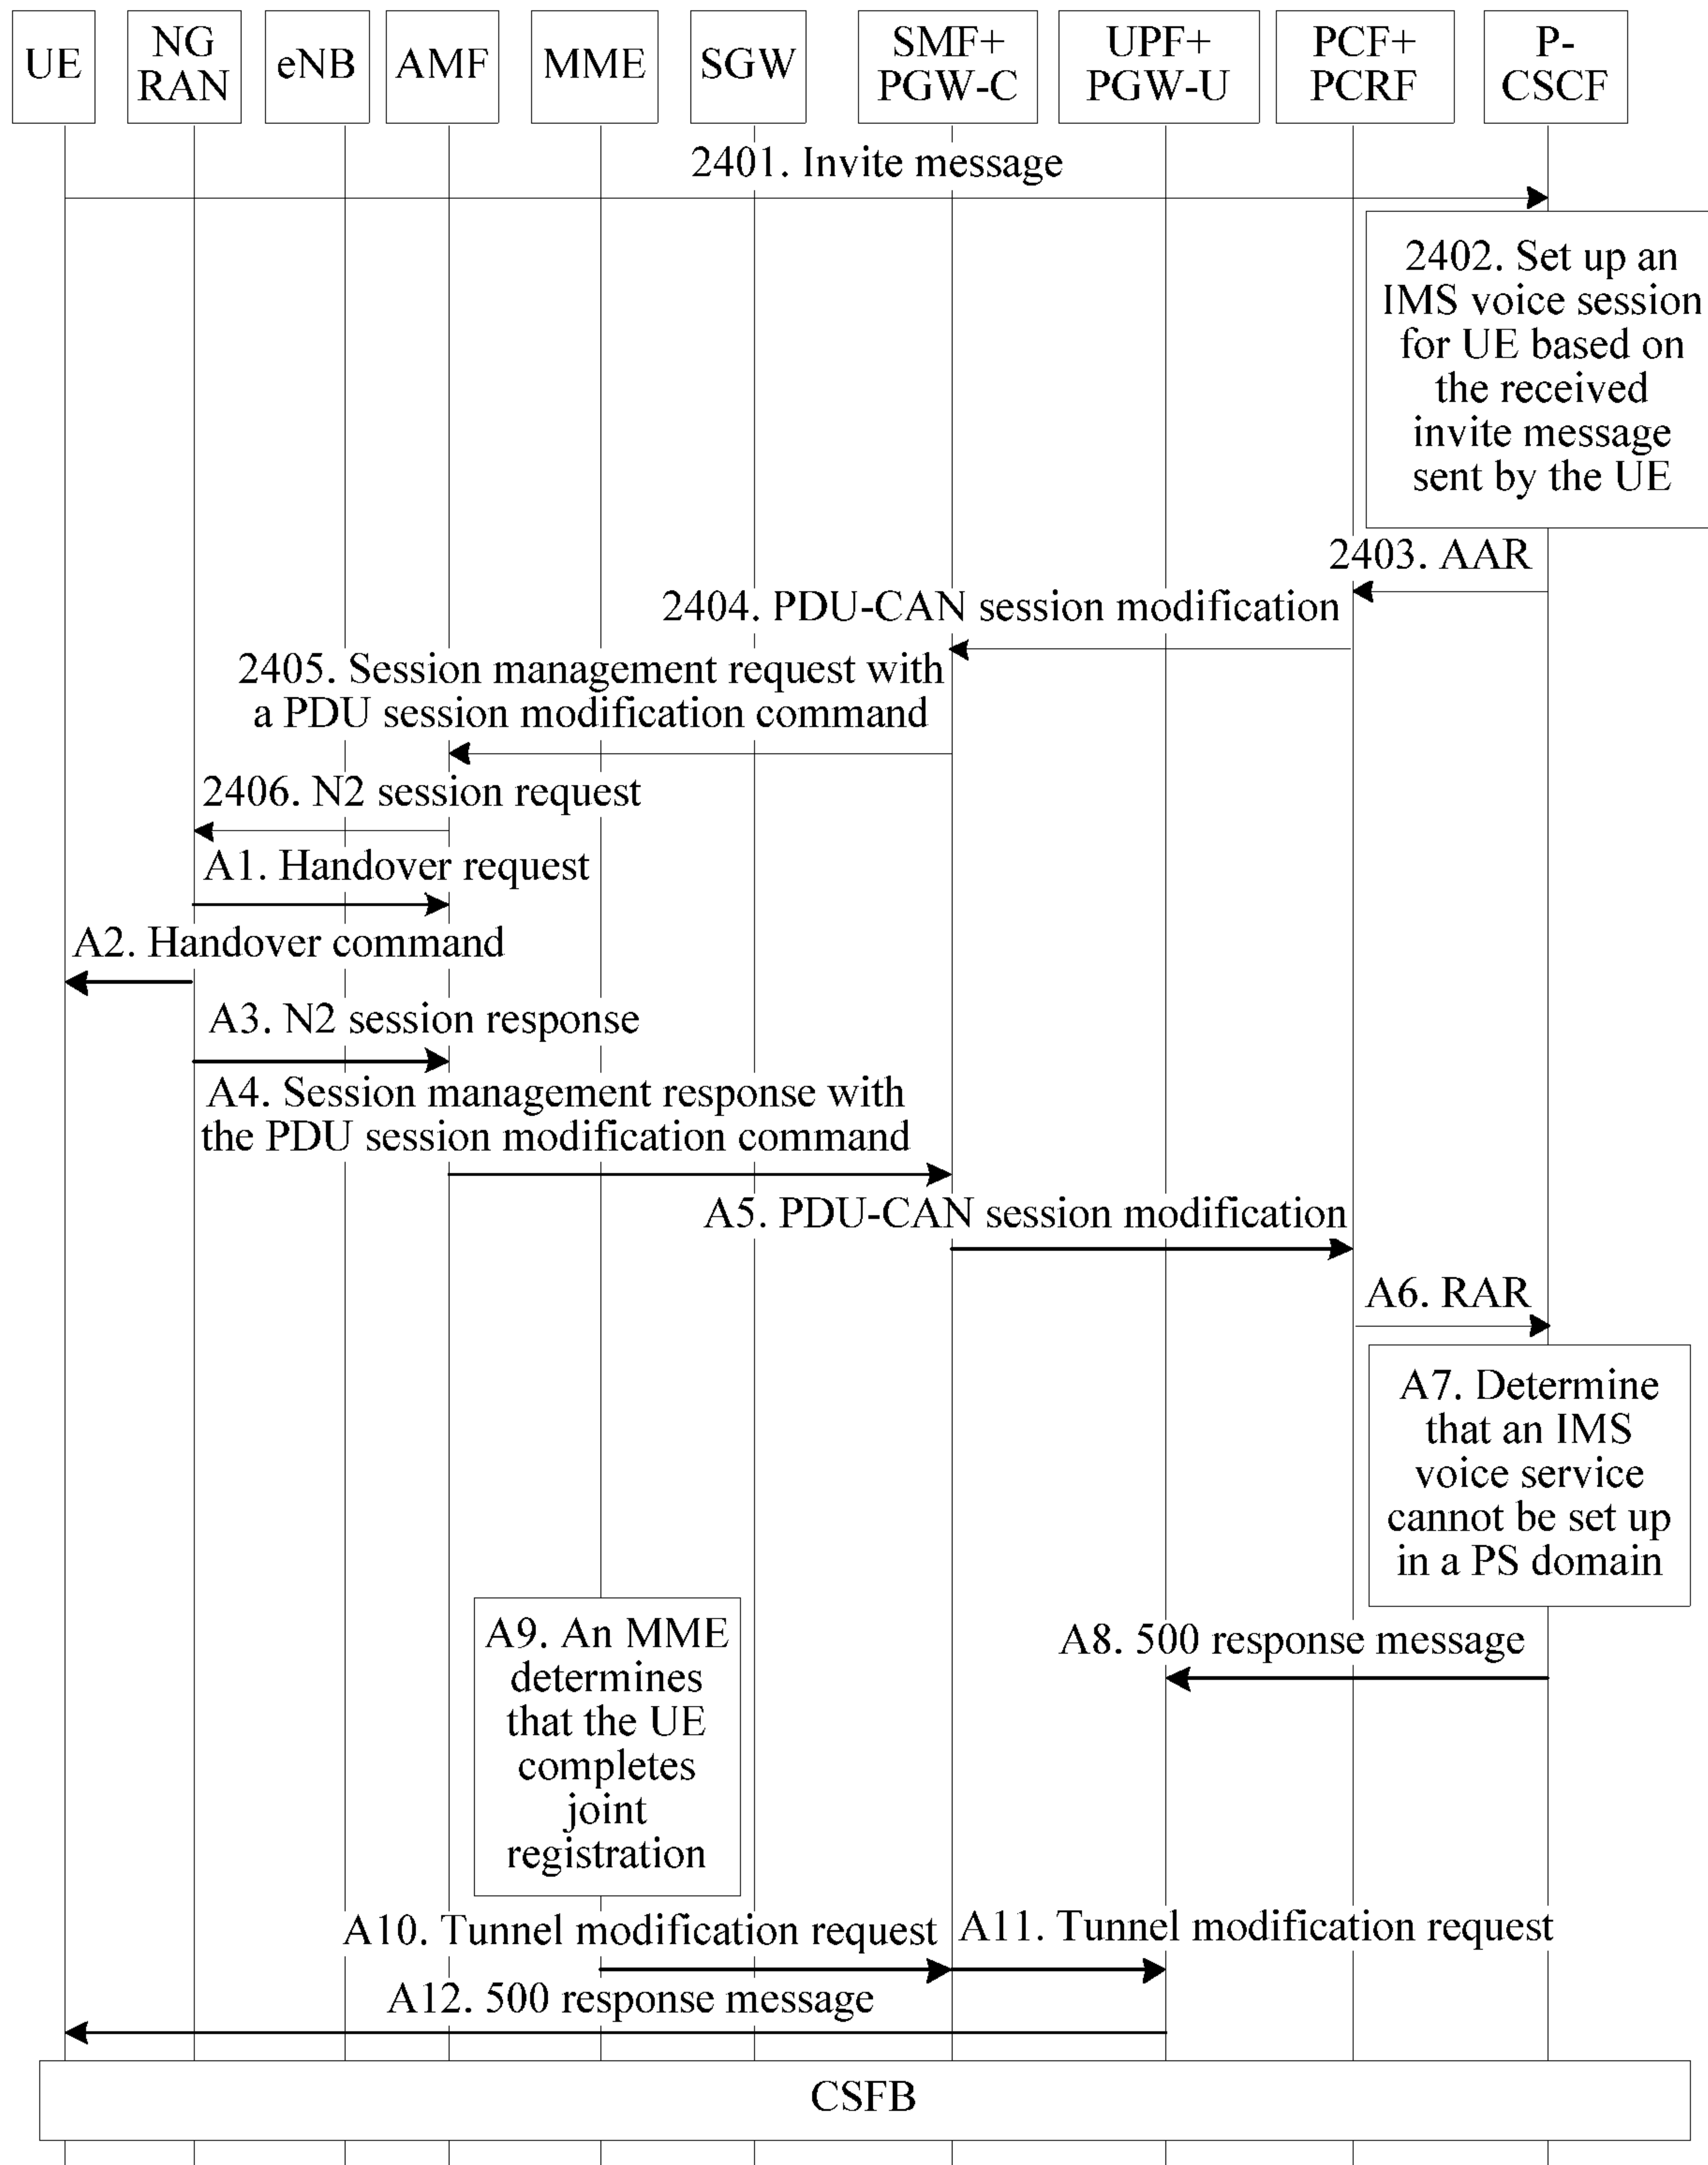 UE
NG
RAN
eNB
AMF
MME
SGW
SMF+
PGW-C
UPF+
PGW-U
PCF+
PCRF
P-
CSCF
2401. Invite message
2402. Set up an
IMS voice session
for UE based on
the received
invite message
sent by the UE
2403. AAR
2404. PDU-CAN session modification
2405. Session management request with
a PDU session modification command
2406. N2 session request
A1. Handover request
A2. Handover command
A3. N2 session response
A4. Session management response with
the PDU session modification command
A5. PDU-CAN session modification
A6. RAR
A7. Determine
that an IMS
voice service
cannot be set up
in a PS domain
A8. 500 response message
A9. An MME
determines
that the UE
completes
joint
registration
A10. Tunnel modification request
A11. Tunnel modification request
A12. 500 response message
CSFB